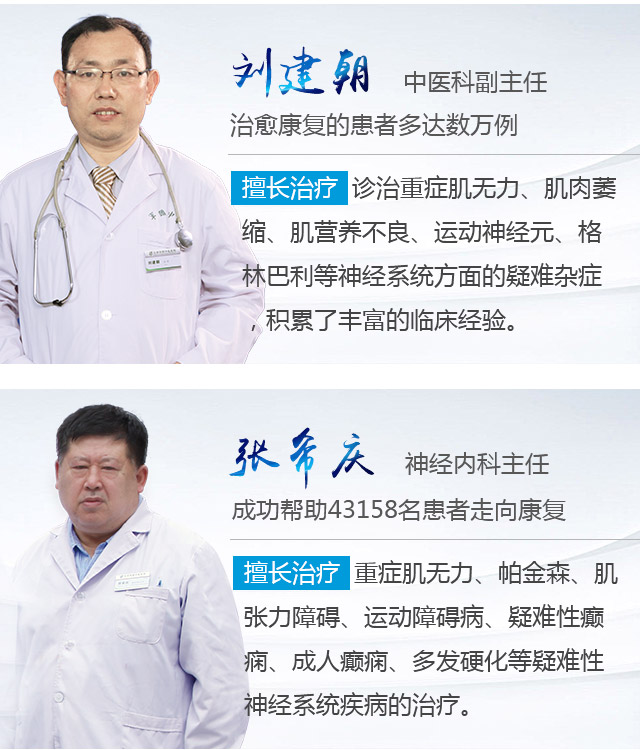 刘建朝 中医科副主任
治愈康复的患者多达数万例
擅长治疗 诊治重症肌无力、肌肉萎
缩、肌营养不良、运动神经元、格
林巴利等神经系统方面的疑难杂症
，积累了丰富的临床经验。
张希庆 神经内科主任
成功帮助43158名患者走向康复
擅长治疗 重症肌无力、帕金森、肌
张力障碍、运动障碍病、疑难性癫
痫、成人癫痫、多发硬化等疑难性
神经系统疾病的治疗。